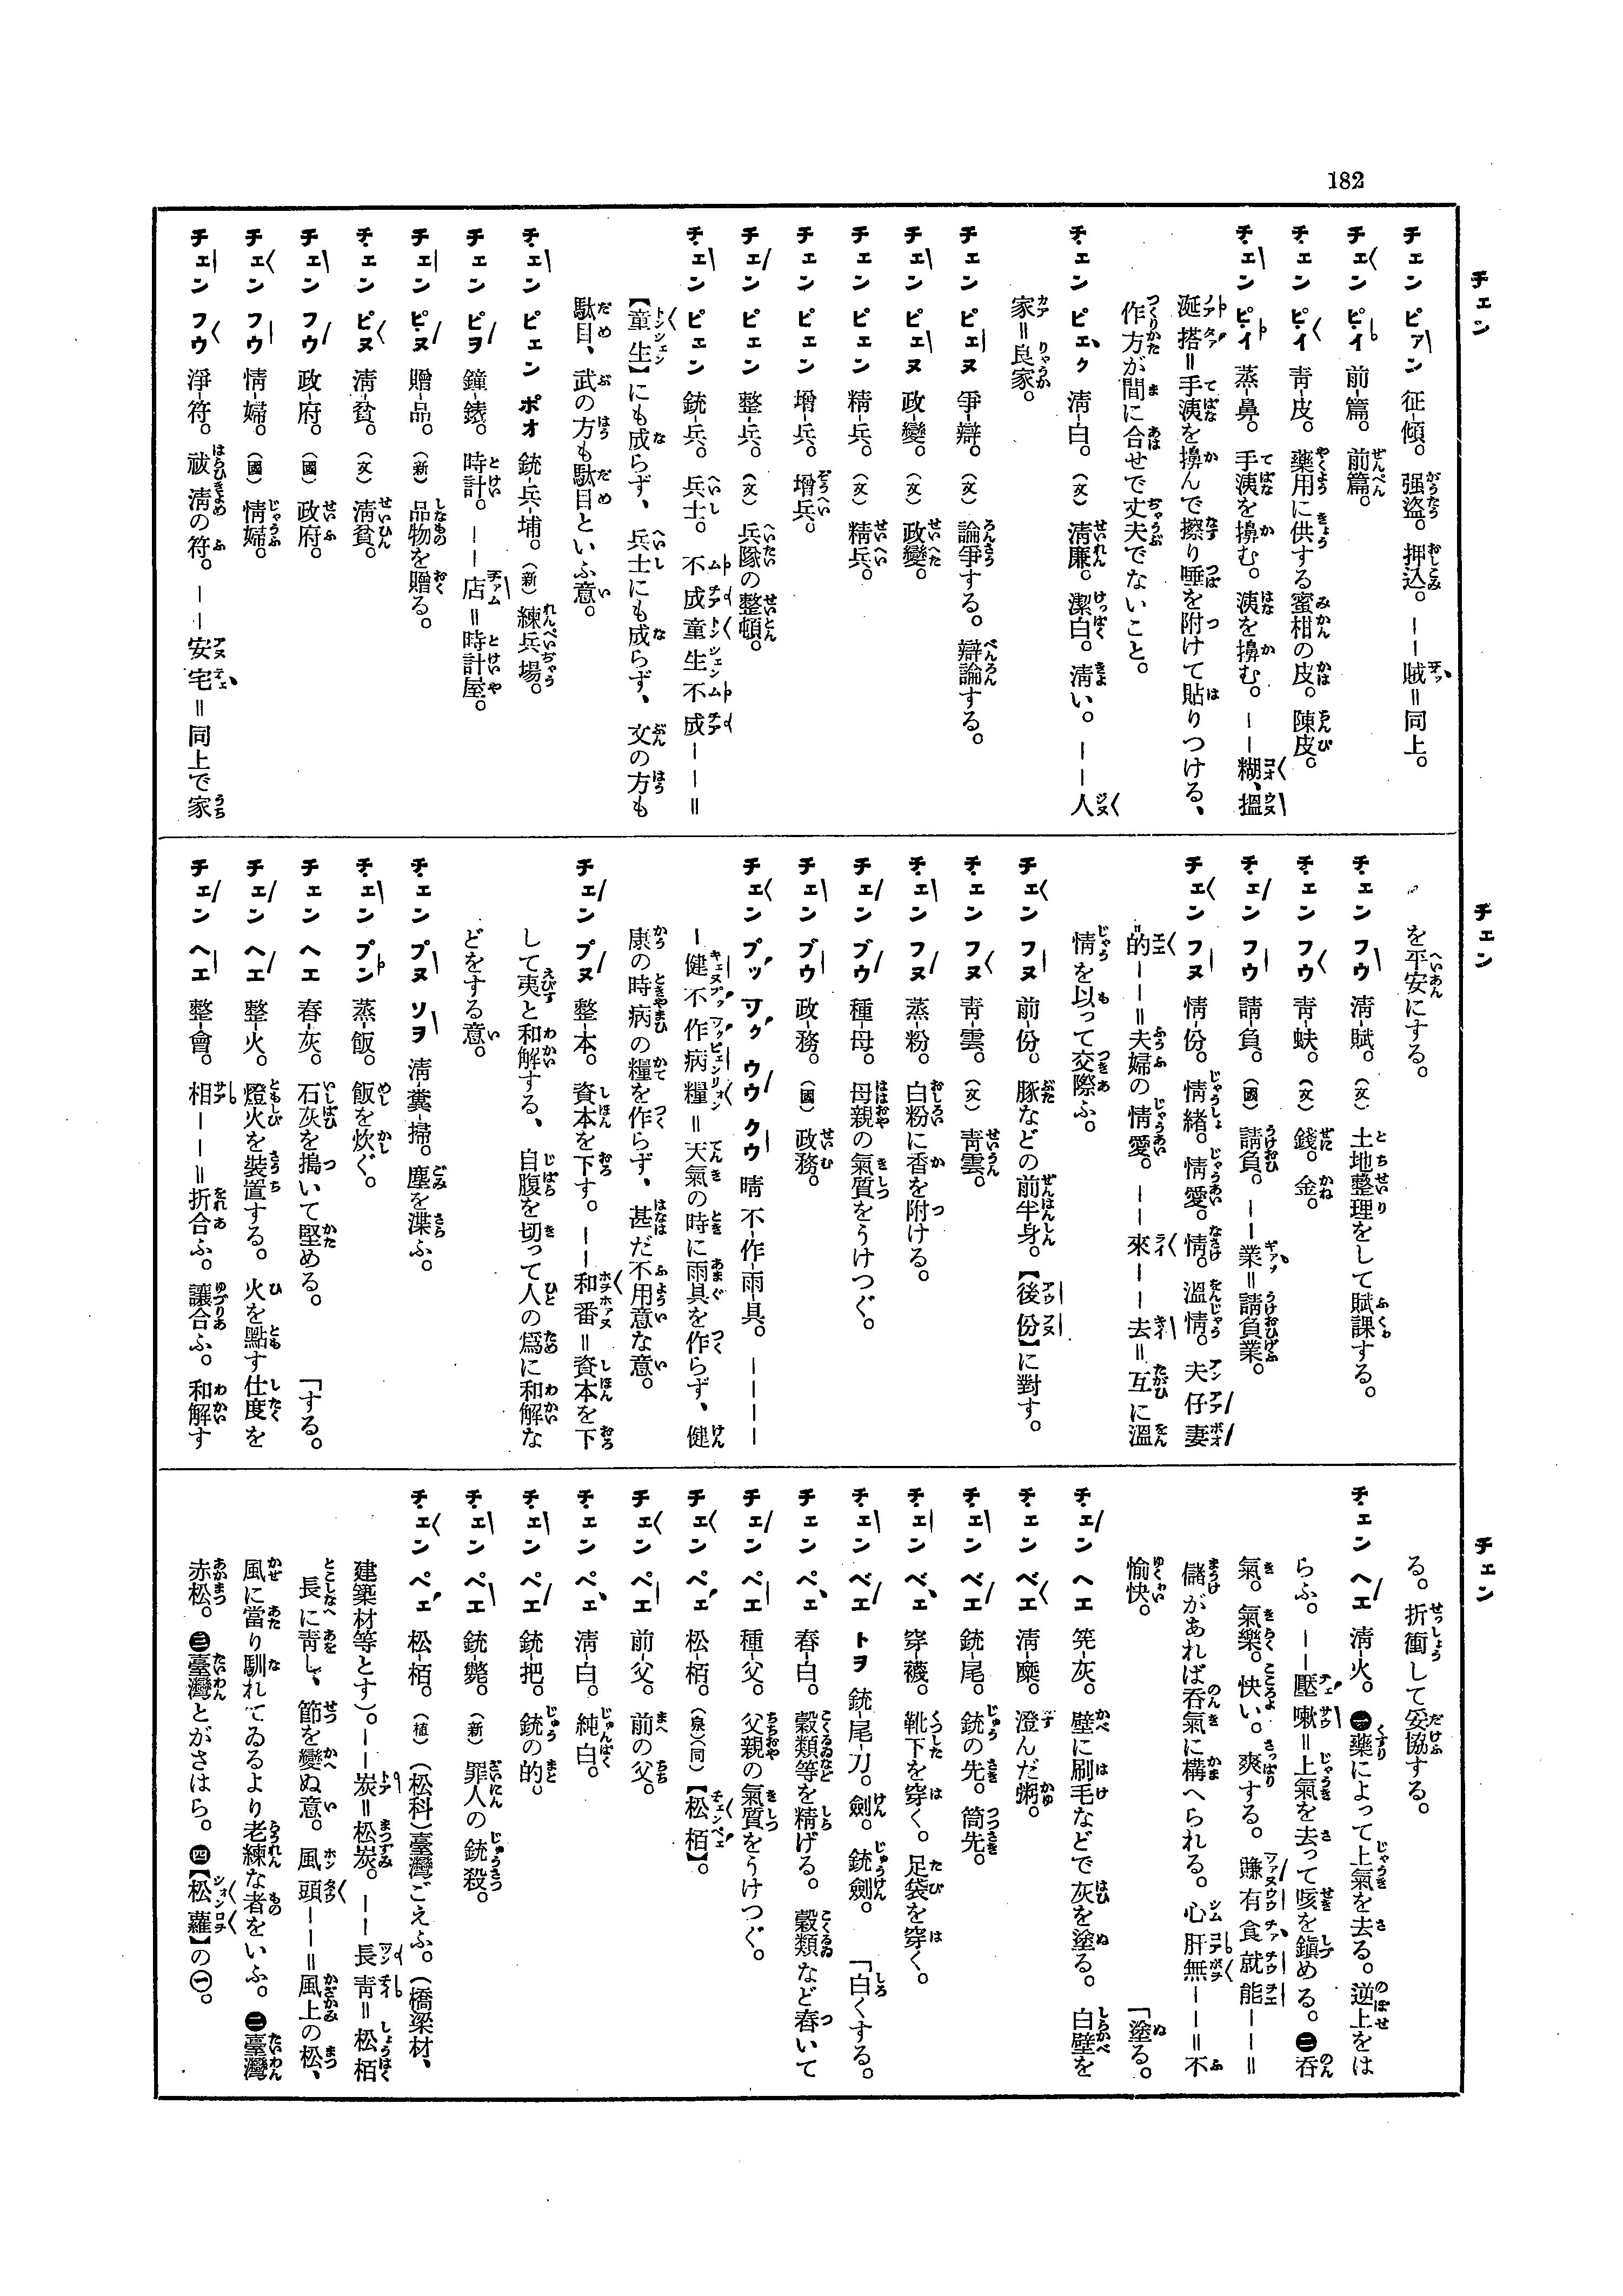 182
チェン
チェン ピァン 征-傾。 强盜。押込。－－賊＝同上。
チェン ピイ 前-篇。 前篇。
チェン ピイ 靑-皮。 藥用に供する蜜柑の皮。陳皮。
チェン ピイ 蒸-鼻。 手洟を擤む。洟を擤む。－－糊、搵
涎搭＝手洟を擤んで擦り唾を附けて貼りつける、
作方が間に合せで丈夫でないこと。
チェン ピェク 淸-白。（文）淸廉。潔白。淸い。－－人
家＝良家。
チェン ピェヌ 爭-辯。（文）論爭する。辯論する。
チェン ピェヌ 政-變。（文）政變。
チェン ピェン 精-兵。（文）精兵。
チェン ピェン 增-兵。 增兵。
チェン ピェン 整-兵。（文）兵隊の整頓。
チェン ピェン 銃-兵。 兵士。不成童生不成－－＝
【童生】にも成らず、兵士にも成らず、文の方も
駄目、武の方も駄目といふ意。
チェン ピェン ポオ 銃-兵-埔。（新）練兵場。
チェン ピヲ 鐘-錶。 時計。－－店＝時計屋。
チェン ピヌ 贈-品。（新）品物を贈る。
チェン ピヌ 淸-貧。（文）淸貧。
チェン フウ 政-府。（國）政府。
チェン フウ 情-婦。（國）情婦。
チェン フウ 淨-符。 祓淸の符。－－安宅＝同上で家
チェン
を平安にする。
チェン フウ 淸-賦。（文）土地整理をして賦課する。
チェン フウ 靑-蚨。（文）錢。金。
チェン フウ 請-負。（國）請負。－－業＝請負業。
チェン フヌ 情-份。 情緒。情愛。情。溫情。夫仔妻
的－－＝夫婦の情愛。－－來－－去＝互に溫
情を以って交際ふ。
チェン フヌ 前-份。 豚などの前半身。【後份】に對す。
チェン フヌ 靑-雲。（文）靑雲。
チェン フヌ 蒸-粉。 白粉に香を附ける。
チェン ブウ 種-母。 母親の氣質をうけつぐ。
チェン ブウ 政-務。（國）政務。
チェン プッ ヲク ウウ クウ 晴不-作-雨-具。－－－－
－健不作病糧＝天氣の時に雨具を作らず、健
康の時病の糧を作らず、甚だ不用意な意。
チェン プヌ 整-本。 資本を下す。－－和番＝資本を下
して夷と和解する、自腹を切って人の爲に和解な
どをする意。
チェン プヌ ソヲ 淸-糞-掃。 塵を渫ふ。
チェン プン 蒸-飯。 飯を炊ぐ。
チェン ヘエ 舂-灰。 石灰を搗いて堅める。 「する。
チェン ヘエ 整-火。 燈火を裝置する。火を點す仕度を
チェン ヘエ 整-會。 相－－＝折合ふ。讓合ふ。和解す
チェン
る。折衝して妥協する。
チェン ヘエ 淸-火。 ㊀藥によって上氣を去る。逆上をは
らふ。－－壓嗽＝上氣を去って咳を鎭める。㊁呑
氣。氣樂。快い。爽する。賺有食就能－－＝
儲があれば呑氣に構へられる。心肝無－－＝不
愉快。 「塗る。
チェン ヘエ 筅-灰。 壁に刷毛などで灰を塗る。白壁を
チェン ベエ 淸-糜。 澄んだ粥。
チェン ベエ 銃-尾。 銃の先。筒先。
チェン ベエ 穿-襪。 靴下を穿く。足袋を穿く。
チェン ベエ トヲ 銃-尾-刀。 劍。銃劍。 「白くする。
チェン ペエ 舂-白。 穀類等を精げる。穀類など舂いて
チェン ペエ 種-父。 父親の氣質をうけつぐ。
チェン ペエ 松-栢。（泉）（同）【松栢】。
チェン ペエ 前-父。 前の父。
チェン ペエ 淸-白。 純白。
チェン ペエ 銃-把。 銃の的。
チェン ペエ 銃-斃。（新）罪人の銃殺。
チェン ペエ 松-栢。（植）（松科）臺灣ごえふ。（橋梁材、
建築材等とす）。－－炭＝松炭。－－長靑＝松栢
長に靑し、節を變ぬ意。風頭－－＝風上の松、
風に當り馴れてゐるより老練な者をいふ。㊁臺灣
赤松。㊂臺灣とがさはら。㊃【松蘿】の㊀。